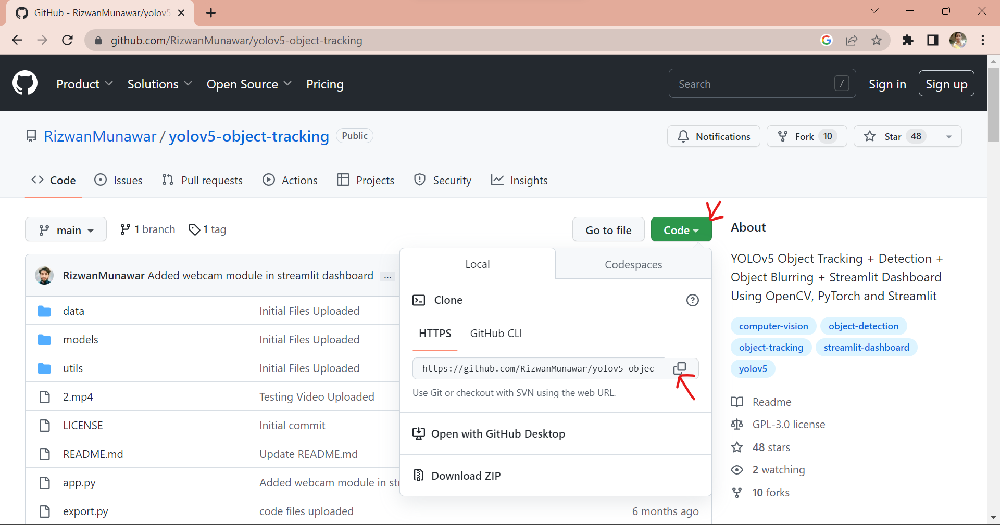 GitHub - RizwanMunawar/yolov5
github.com/RizwanMunawar/yolov5-object-tracking
Product Solutions Open Source Pricing Search / Sign in Sign up
RizwanMunawar / yolov5-object-tracking Public Notifications Fork 10 Star 48
Code Issues Pull requests Actions Projects Security Insights
main 1 branch 1 tag Go to file Code
RizwanMunawar Added webcam module in streamlit dashboard ...
data Initial Files Uploaded
models Initial Files Uploaded
utils Initial Files Uploaded
2.mp4 Testing Video Uploaded
LICENSE Initial commit
README.md Update README.md
app.py Added webcam module in str
export.py code files uploaded 6 months ago
Local Codespaces
Clone
HTTPS GitHub CLI
https://github.com/RizwanMunawar/yolov5-objec
Use Git or checkout with SVN using the web URL.
Open with GitHub Desktop
Download ZIP
About
YOLOv5 Object Tracking + Detection +
Object Blurring + Streamlit Dashboard
Using OpenCV, PyTorch and Streamlit
computer-vision object-detection
object-tracking streamlit-dashboard
yolov5
Readme
GPL-3.0 license
48 stars
2 watching
10 forks